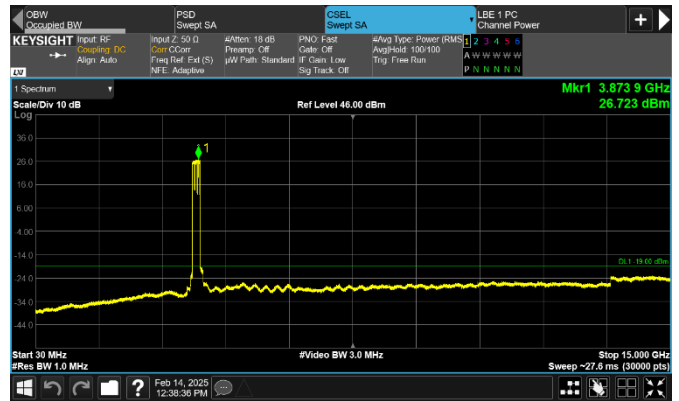 OBW
Occupied BW
PSD
Swept SA
CSEL
Swept SA
LBE 1 PC
Channel Power
KEYSIGHT
Input: RF
Coupling: DC
Align: Auto
Input Z: 50 Ω
Corr CCorr
Freq Ref: Ext (S)
NFE: Adaptive
#Atten: 18 dB
Preamp: Off
µW Path: Standard
PNO: Fast
Gate: Off
IF Gain: Low
Sig Track: Off
#Avg Type: Power (RMS
Avg|Hold: 100/100
Trig: Free Run
1 2 3 4 5 6
A W W W W W
P N N N N N
LXI
1 Spectrum
Scale/Div 10 dB
Ref Level 46.00 dBm
Mkr1 3.873 9 GHz
26.723 dBm
Log
36.0
26.0
16.0
6.00
-4.00
-14.0
-24.0
-34.0
-44.0
1
DL1 -19.00 dBm
Start 30 MHz
#Video BW 3.0 MHz
Stop 15.000 GHz
#Res BW 1.0 MHz
Sweep ~27.6 ms (30000 pts)
Feb 14, 2025
12:38:36 PM